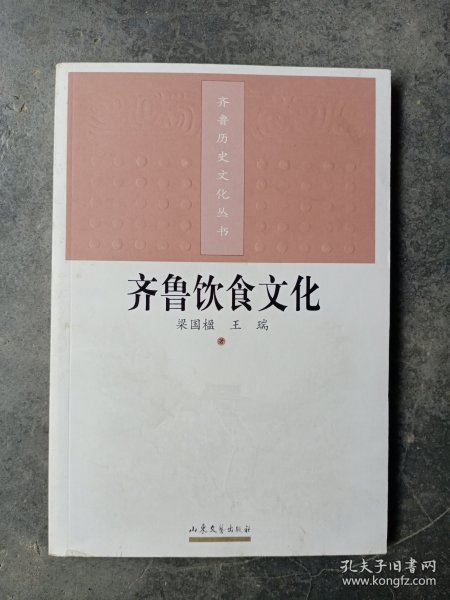 齐鲁历史文化丛书
齐鲁饮食文化
梁国楹 王瑞
著
山东文艺出版社
孔夫子旧书网
www.kongfz.com